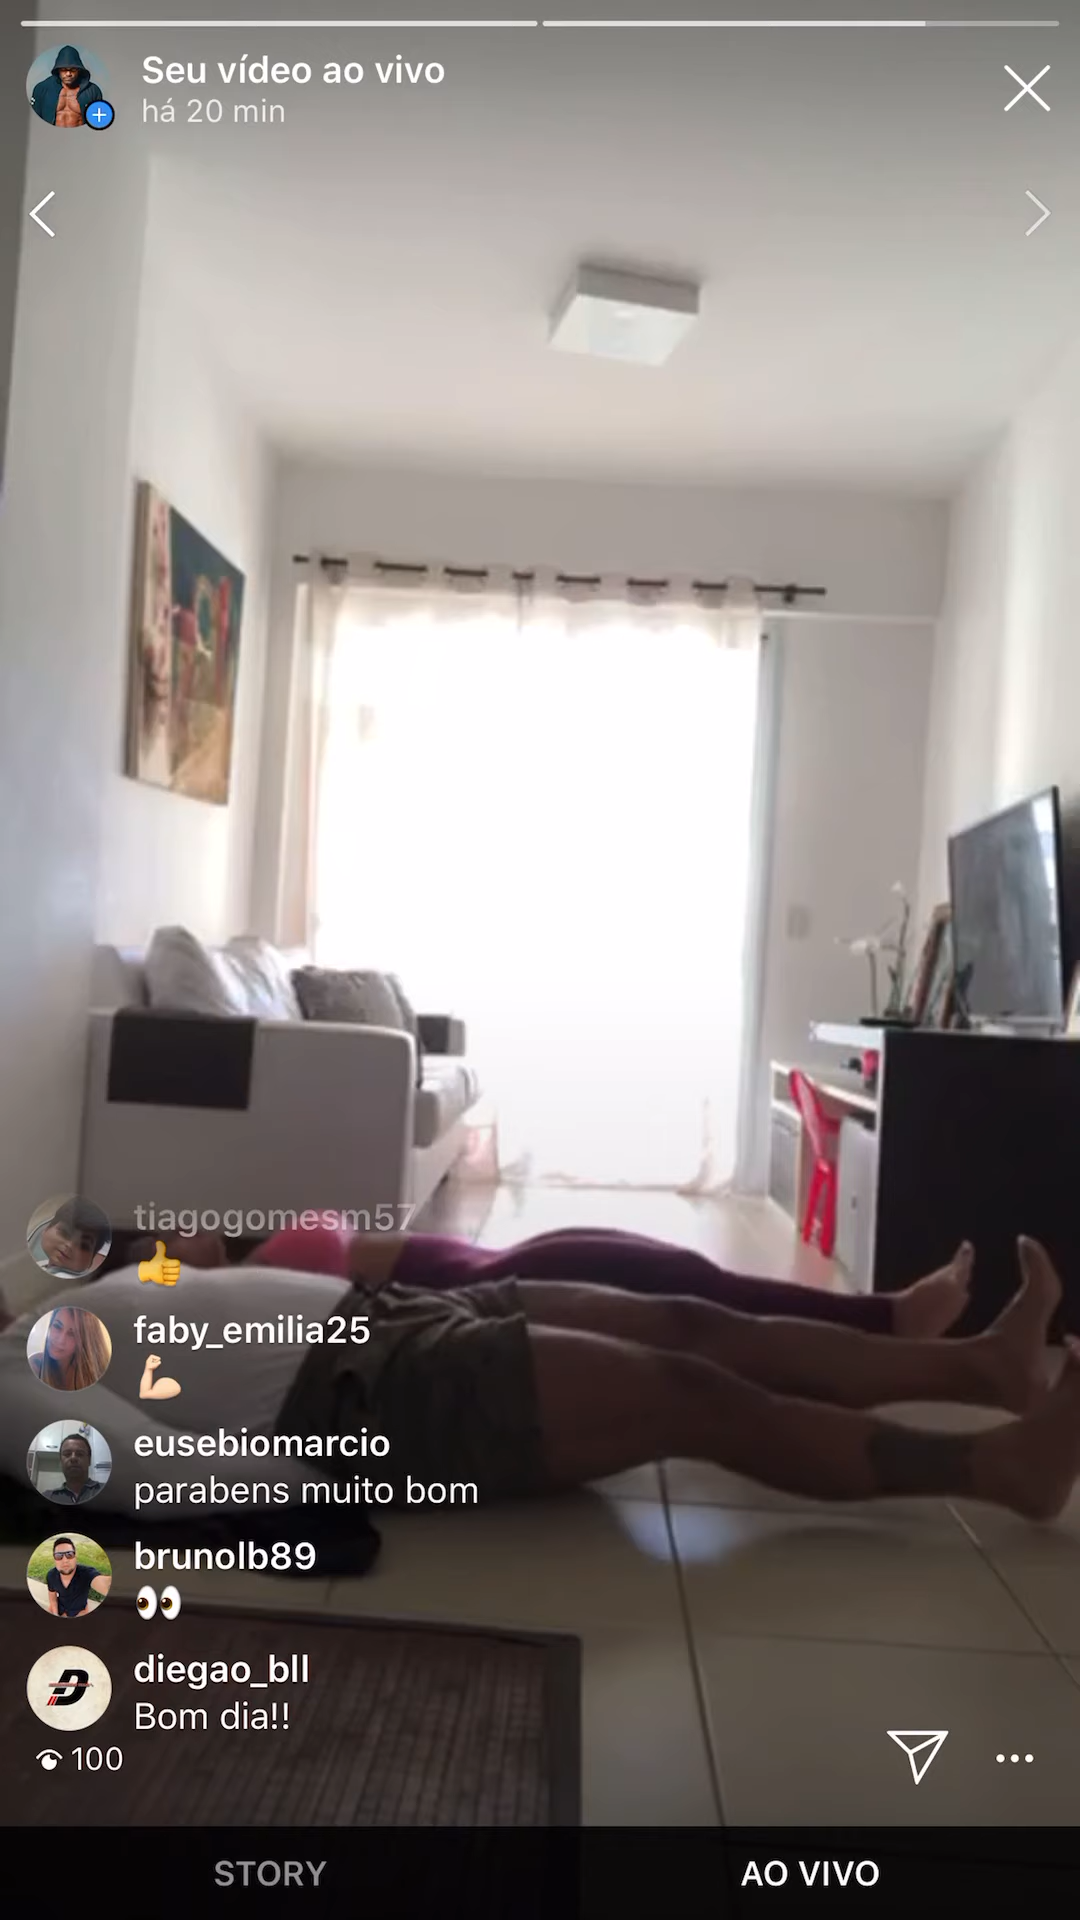 Seu vídeo ao vivo
há 20 min
tiagogomesm57
👍
faby_emilia25
💪🏻
eusebiomarcio
parabens muito bom
brunolb89
👀
diegao_bll
Bom dia!!
100
STORY
AO VIVO